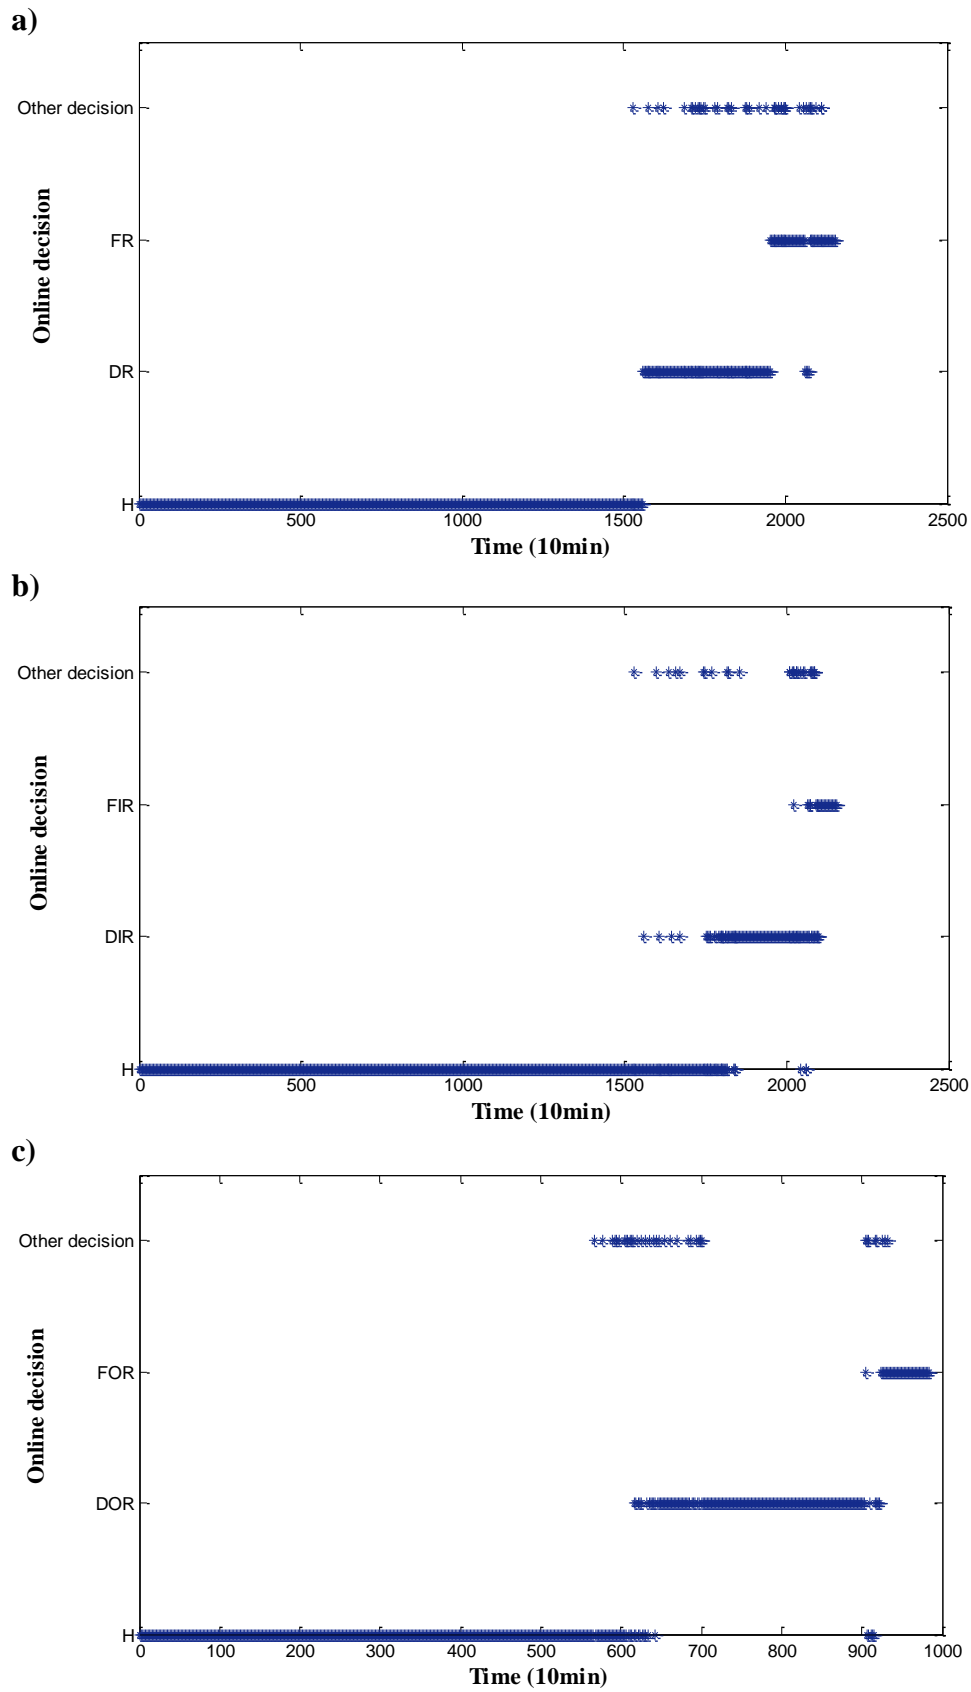 a)
Other decision
FR
DR
H
Online decision
0 500 1000 1500 2000 2500
Time (10min)
b)
Other decision
FIR
DIR
H
Online decision
0 500 1000 1500 2000 2500
Time (10min)
c)
Other decision
FOR
DOR
H
Online decision
0 100 200 300 400 500 600 700 800 900 1000
Time (10min)